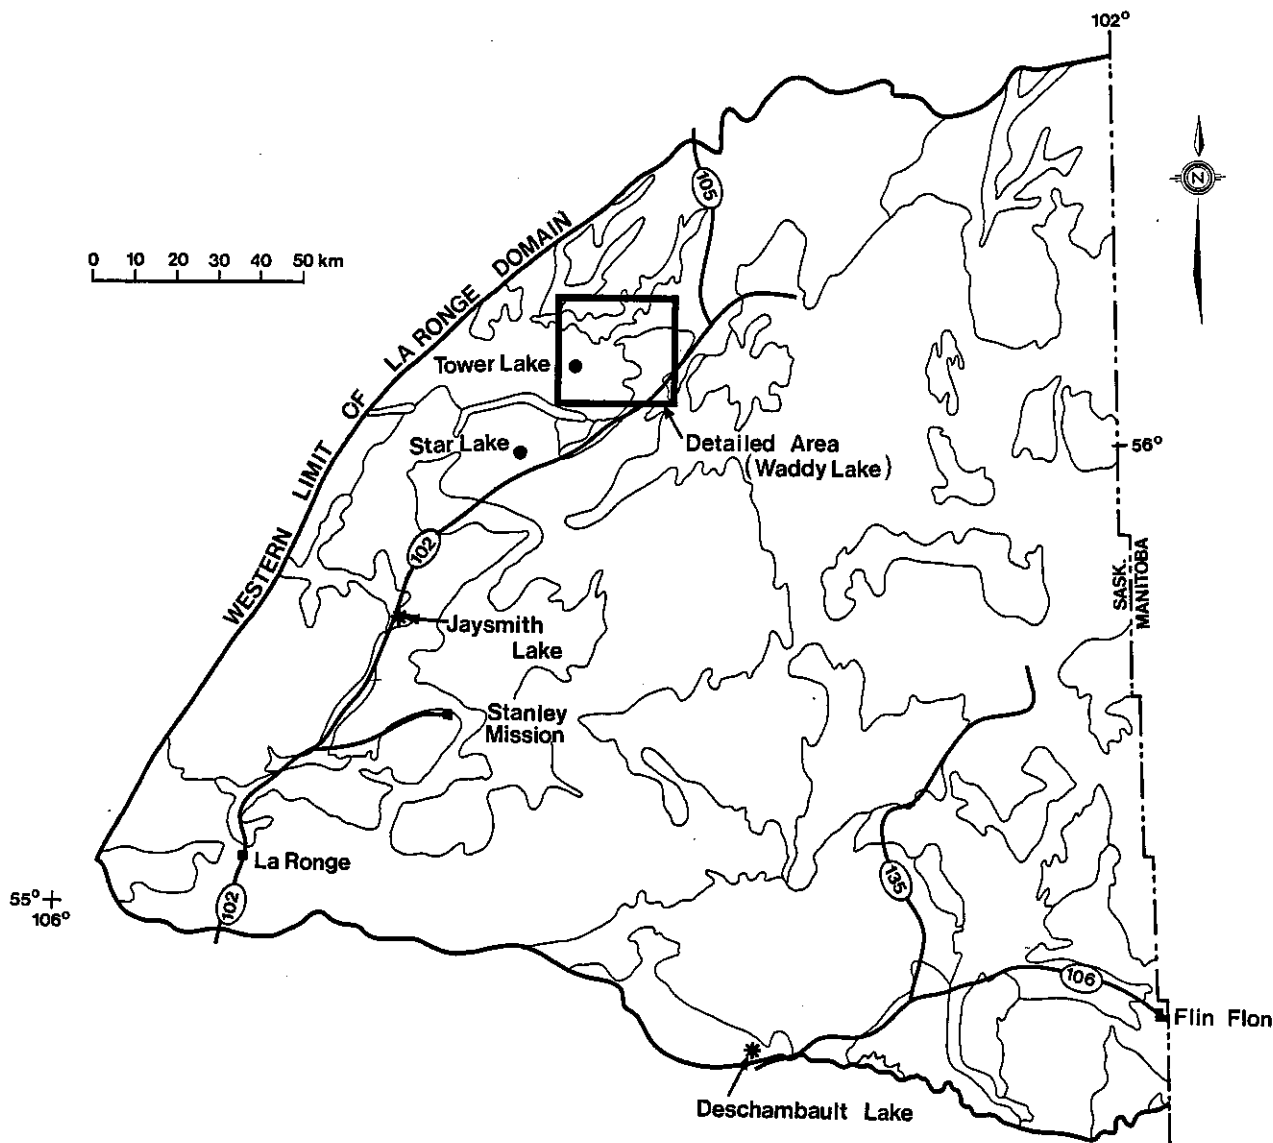 102°
N
105
0 10 20 30 40 50 km
WESTERN LIMIT OF LA RONGE DOMAIN
Tower Lake
Star Lake
Detailed Area
(Waddy Lake)
56°
102
SASK.
MANITOBA
Jaysmith
Lake
Stanley
Mission
La Ronge
135
55°
106°
102
106
Flin Flon
Deschambault Lake